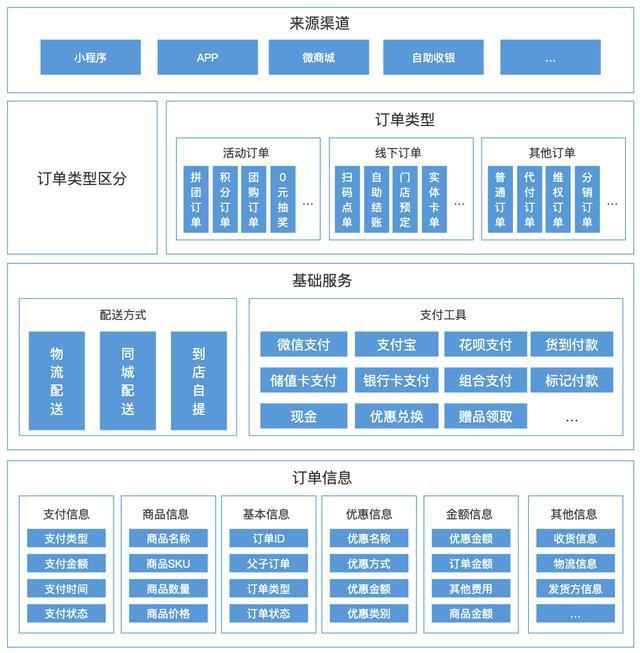 来源渠道
小程序
APP
微商城
自助收银
...
订单类型区分
订单类型
活动订单
拼团订单
积分订单
团购订单
0元抽奖
...
线下订单
扫码点单
自助结账
门店预定
实体卡单
...
其他订单
普通订单
代付订单
维权订单
分销订单
...
基础服务
配送方式
物流配送
同城配送
到店自提
支付工具
微信支付
支付宝
花呗支付
货到付款
储值卡支付
银行卡支付
组合支付
标记付款
现金
优惠兑换
赠品领取
...
订单信息
支付信息
支付类型
支付金额
支付时间
支付状态
商品信息
商品名称
商品SKU
商品数量
商品价格
基本信息
订单ID
父子订单
订单类型
订单状态
优惠信息
优惠名称
优惠方式
优惠金额
优惠类别
金额信息
优惠金额
订单金额
其他费用
商品金额
其他信息
收货信息
物流信息
发货方信息
...